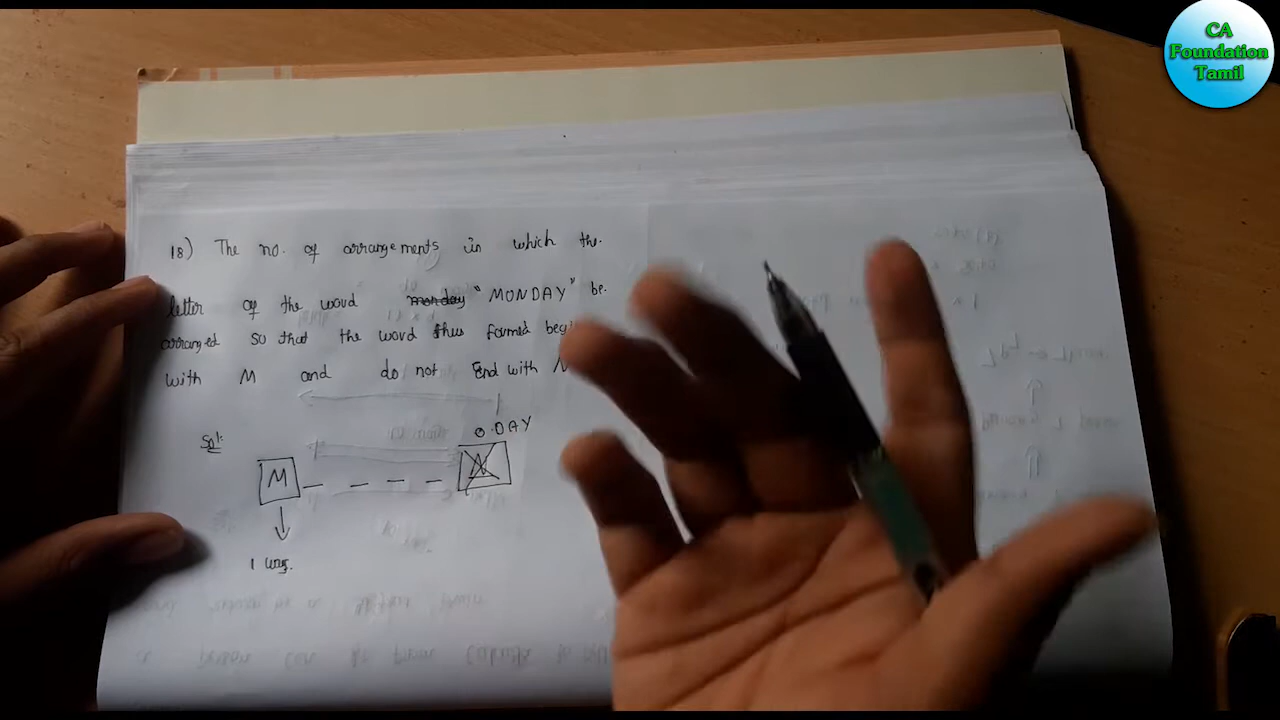 CA
Foundation
Tamil
18) The no. of arrangements in which the
letter of the word monday "MONDAY" be
arranged so that the word thus formed begi
with M and do not End with N
Sol:
O.DAY
M _ _ _ _ N
1 way.